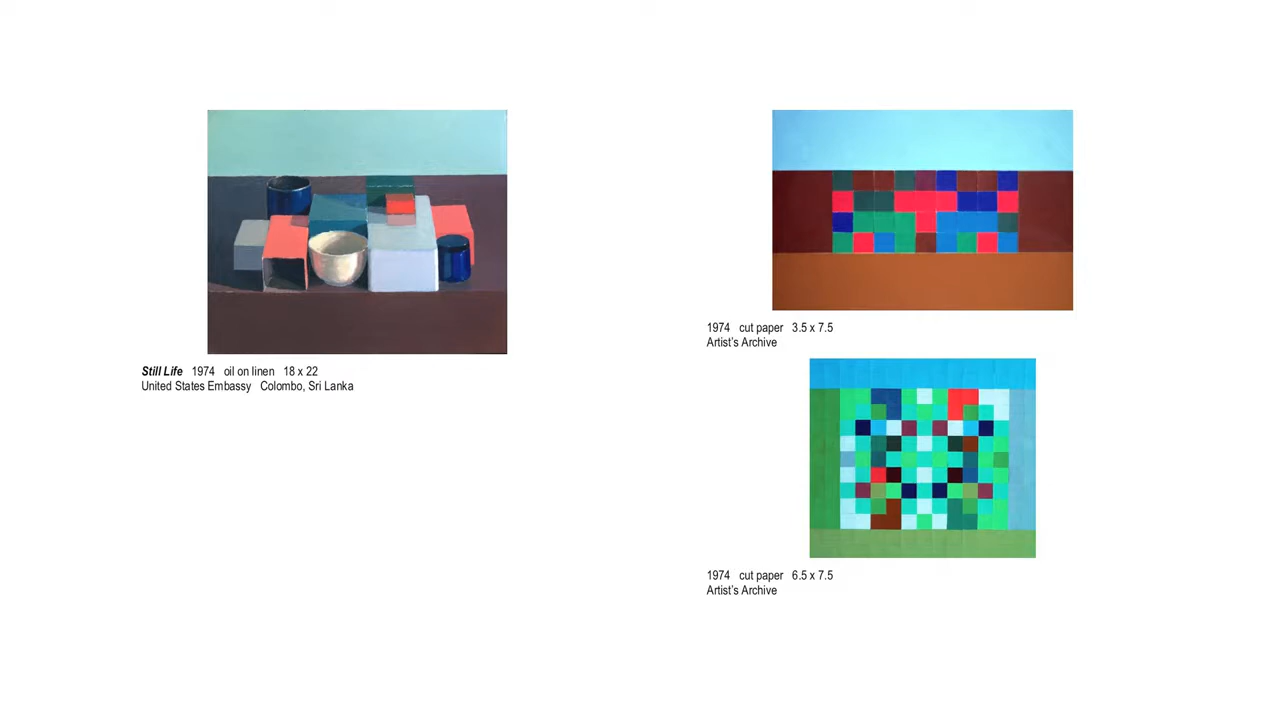 Still Life 1974 oil on linen 18 x 22
United States Embassy Colombo, Sri Lanka
1974 cut paper 3.5 x 7.5
Artist's Archive
1974 cut paper 6.5 x 7.5
Artist's Archive